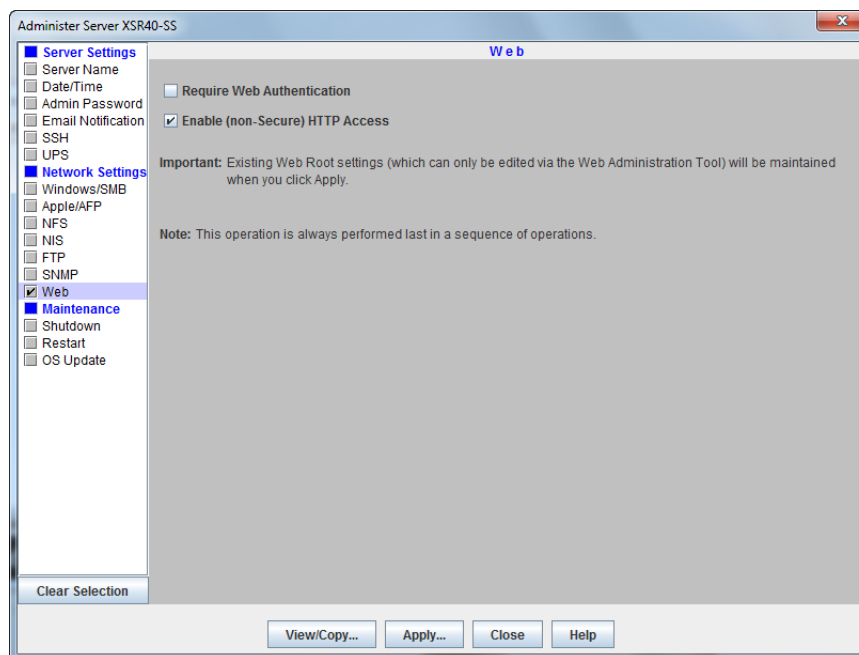 Administer Server XSR40-SS
Server Settings
Server Name
Date/Time
Admin Password
Email Notification
SSH
UPS
Network Settings
Windows/SMB
Apple/AFP
NFS
NIS
FTP
SNMP
Web
Maintenance
Shutdown
Restart
OS Update
Clear Selection
Web
Require Web Authentication
Enable (non-Secure) HTTP Access
Important: Existing Web Root settings (which can only be edited via the Web Administration Tool) will be maintained
when you click Apply.
Note: This operation is always performed last in a sequence of operations.
View/Copy... Apply... Close Help